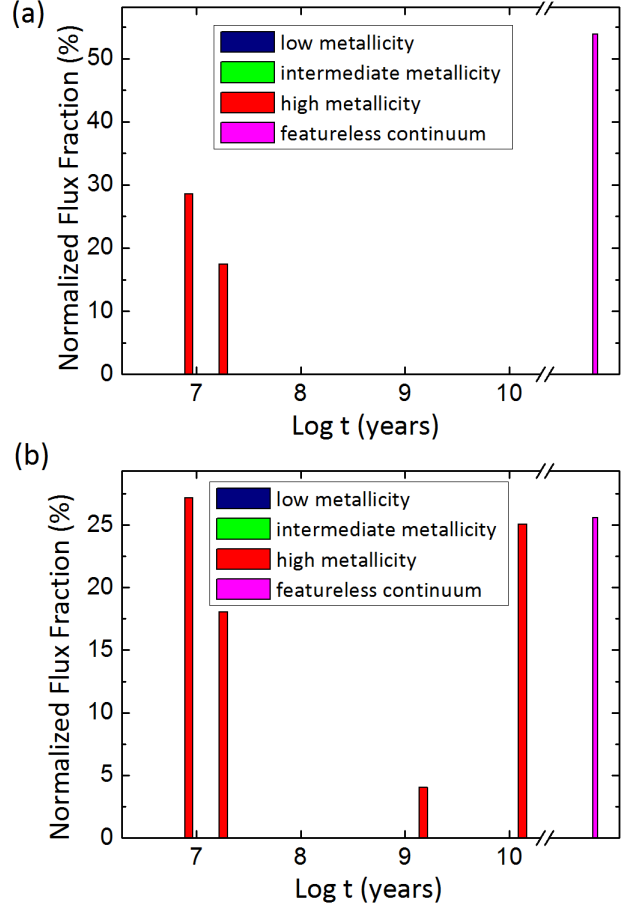 (a)
Normalized Flux Fraction (%)
50
40
30
20
10
0
low metallicity
intermediate metallicity
high metallicity
featureless continuum
7 8 9 10
Log t (years)
(b)
Normalized Flux Fraction (%)
25
20
15
10
5
0
low metallicity
intermediate metallicity
high metallicity
featureless continuum
7 8 9 10
Log t (years)